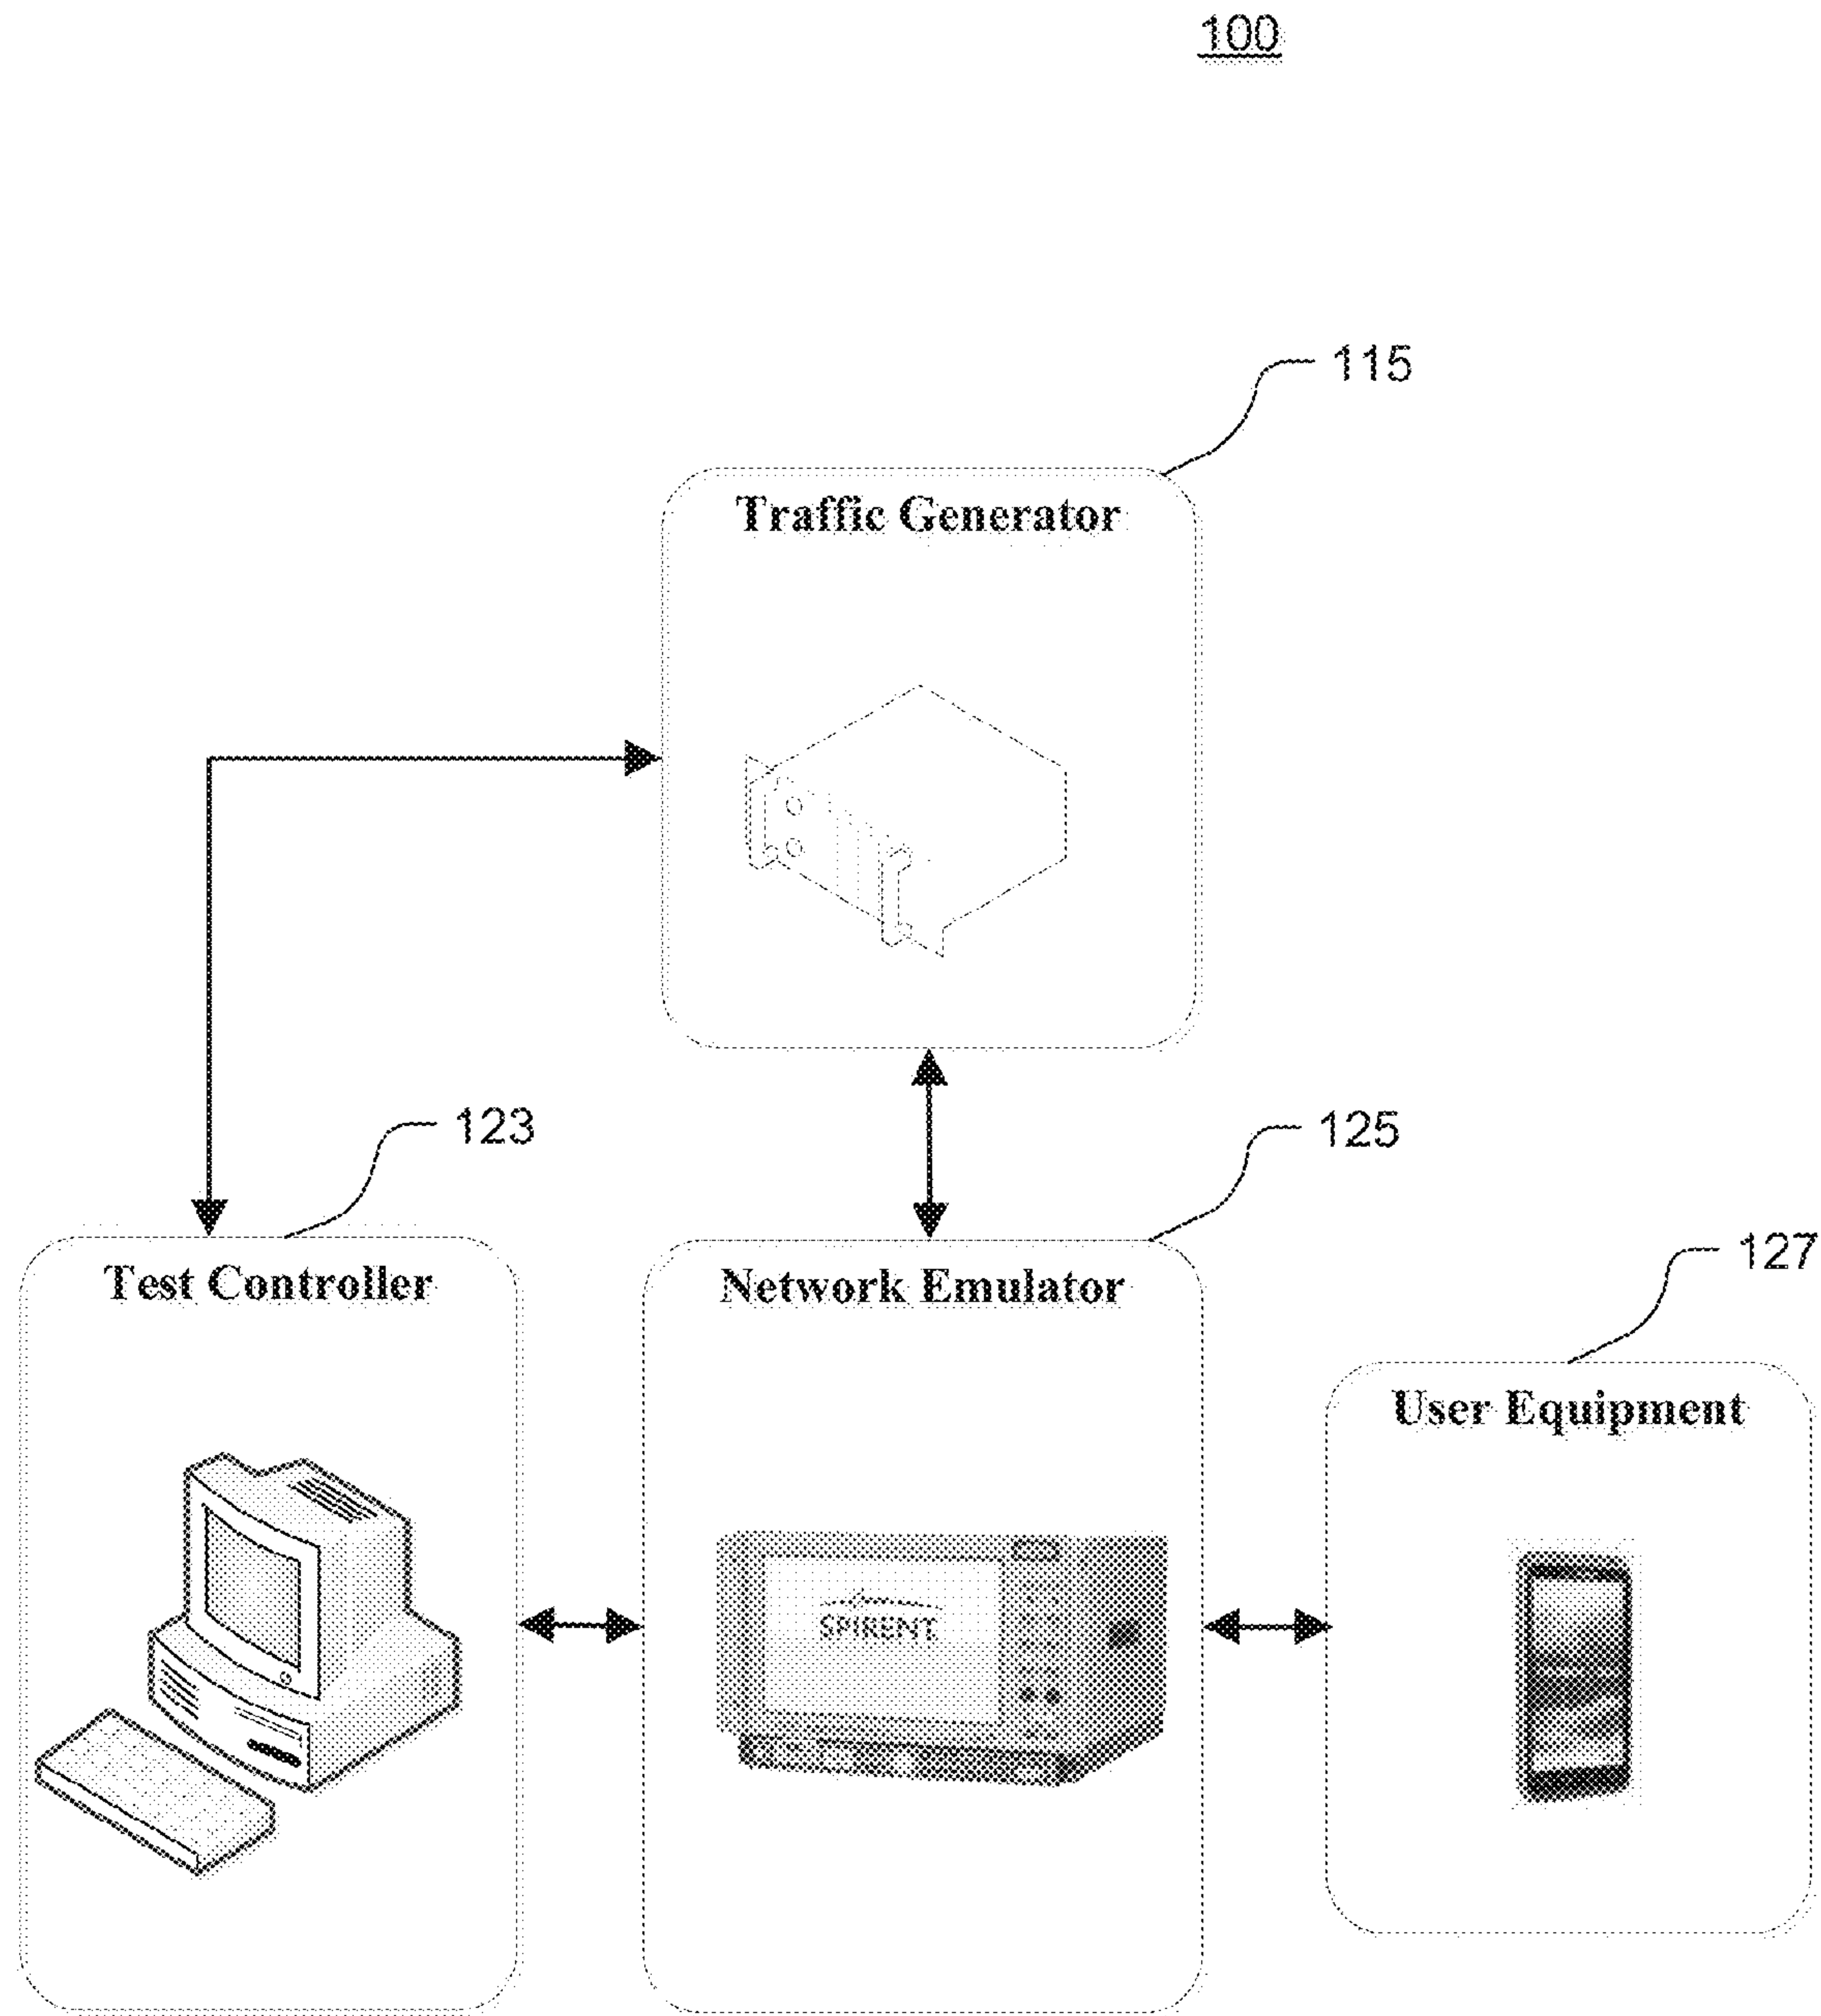 100
115
Traffic Generator
123
125
127
Test Controller
Network Emulator
User Equipment
SPIRENT